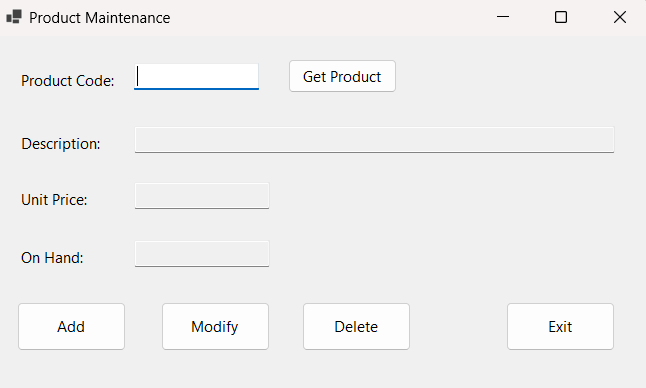 Product Maintenance
Product Code:
Get Product
Description:
Unit Price:
On Hand:
Add
Modify
Delete
Exit